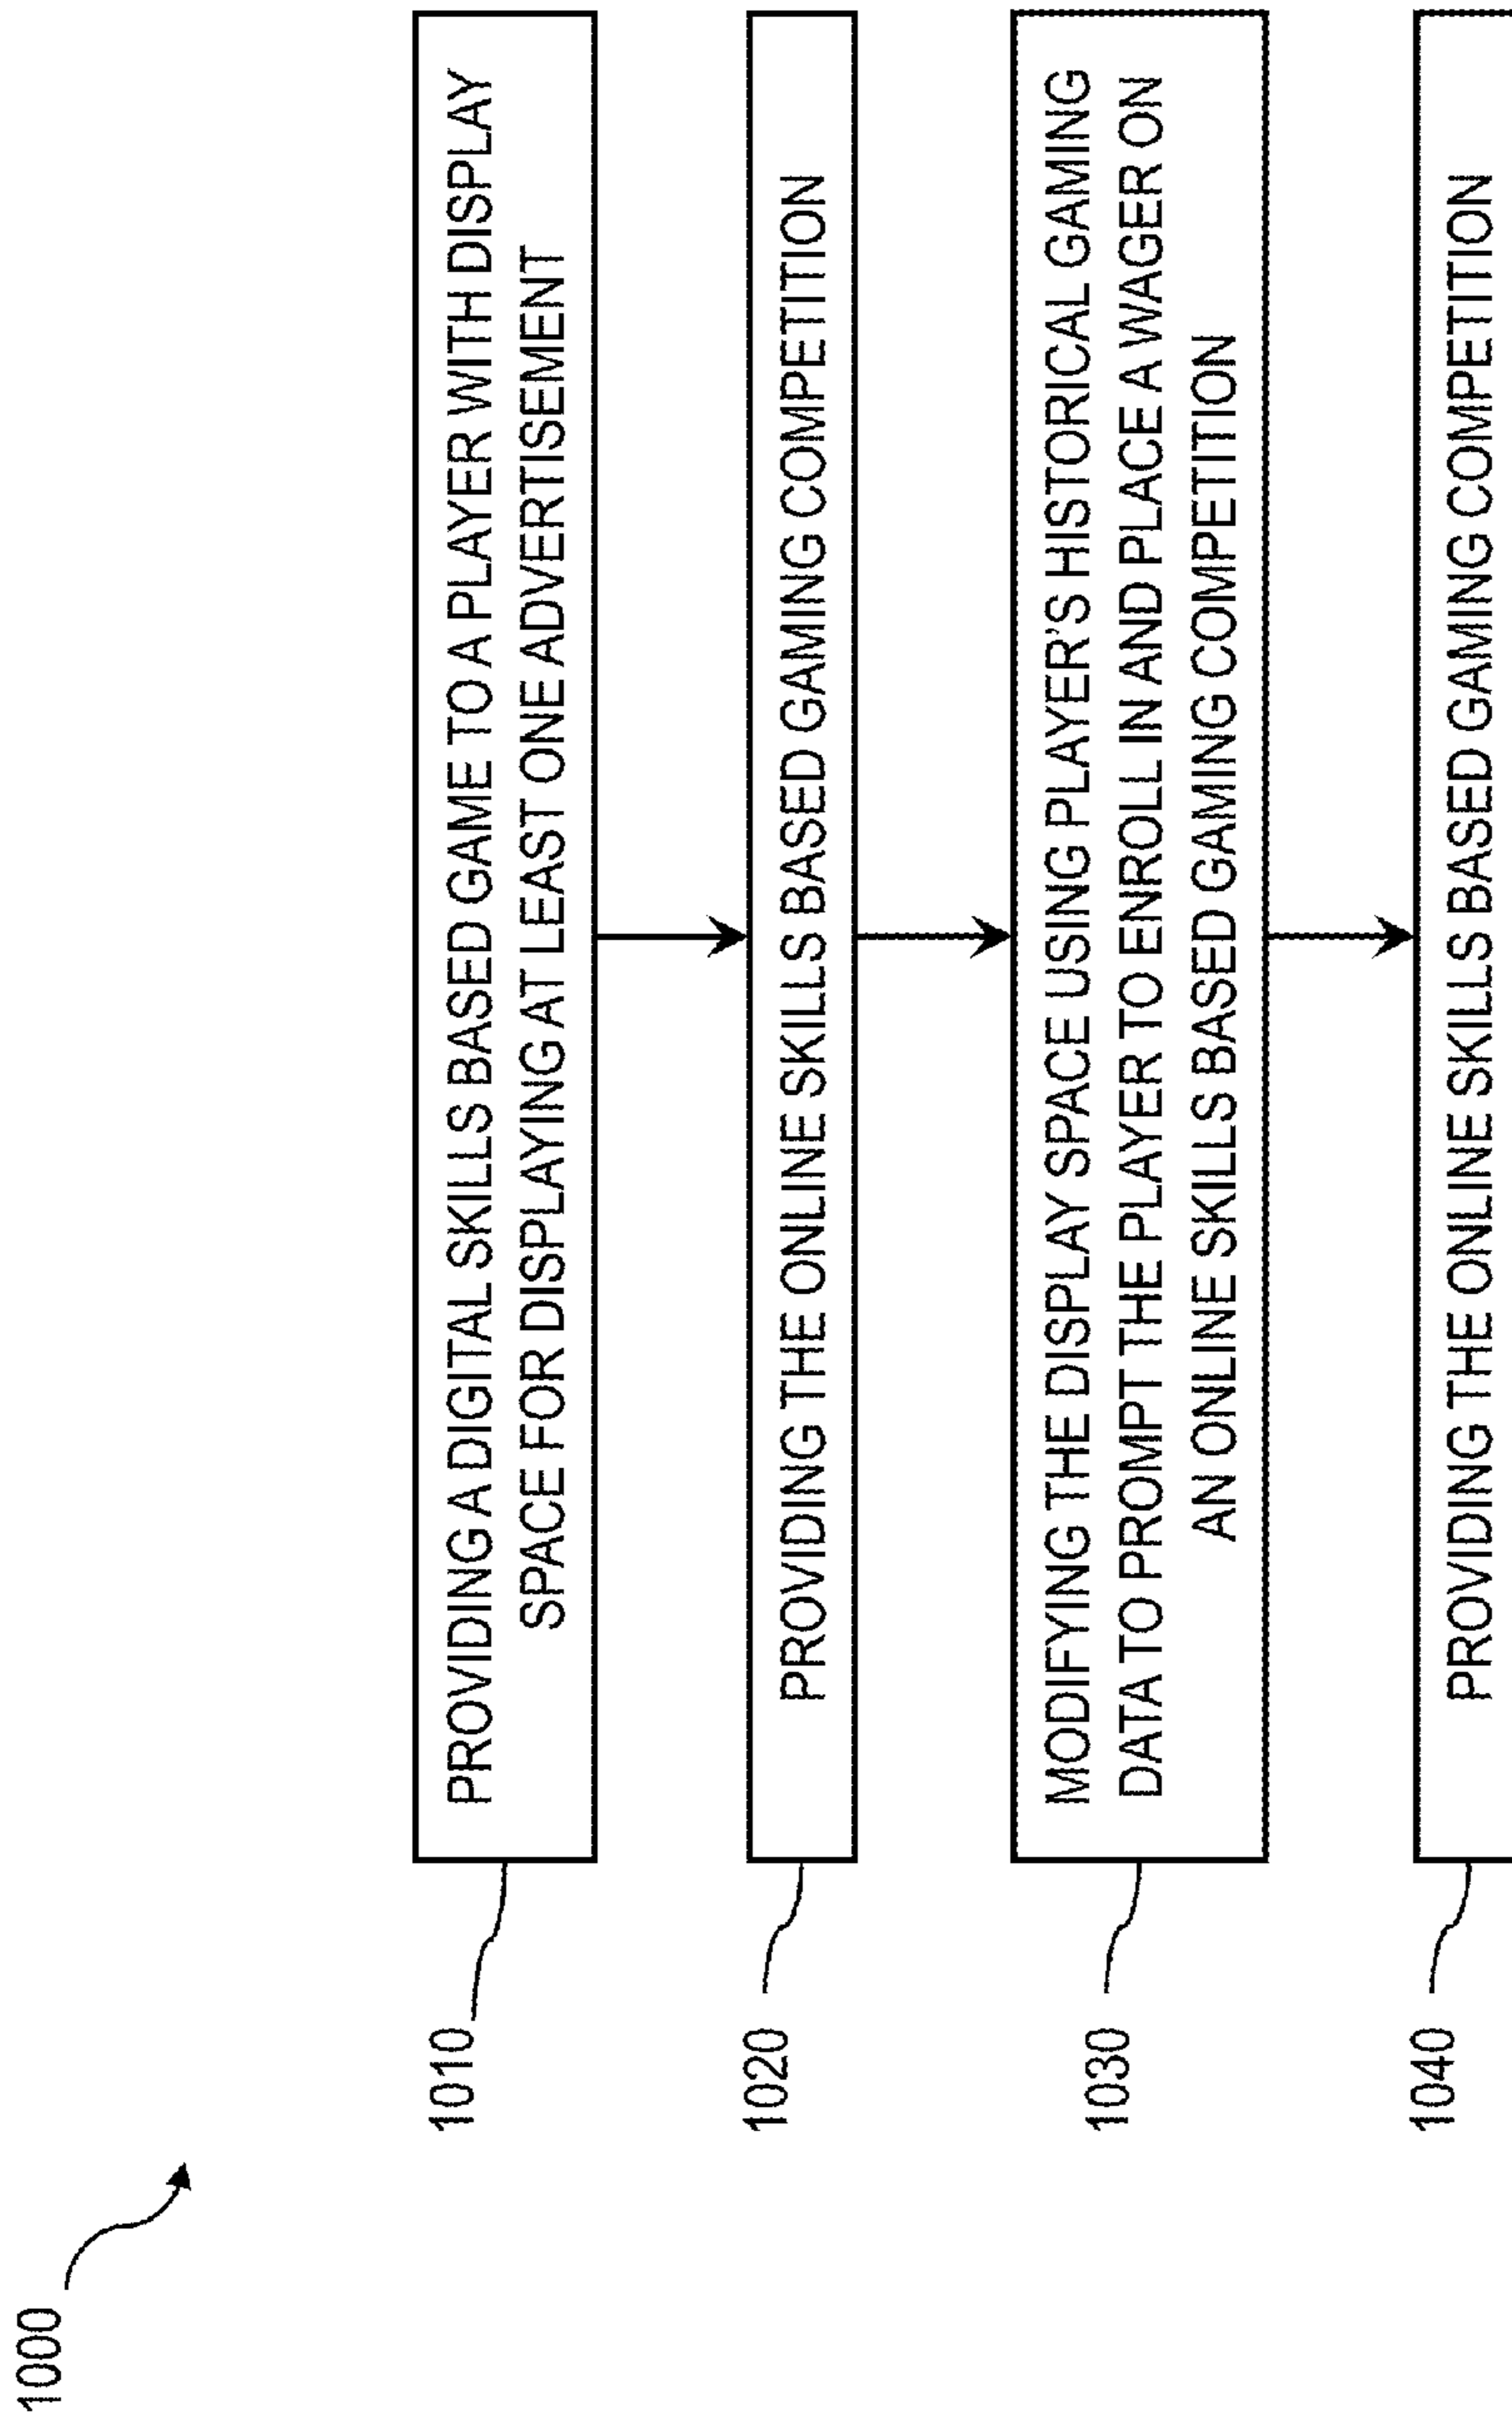 1000
1010
PROVIDING A DIGITAL SKILLS BASED GAME TO A PLAYER WITH DISPLAY
SPACE FOR DISPLAYING AT LEAST ONE ADVERTISEMENT
1020
PROVIDING THE ONLINE SKILLS BASED GAMING COMPETITION
1030
MODIFYING THE DISPLAY SPACE USING PLAYER'S HISTORICAL GAMING
DATA TO PROMPT THE PLAYER TO ENROLL IN AND PLACE A WAGER ON
AN ONLINE SKILLS BASED GAMING COMPETITION
1040
PROVIDING THE ONLINE SKILLS BASED GAMING COMPETITION